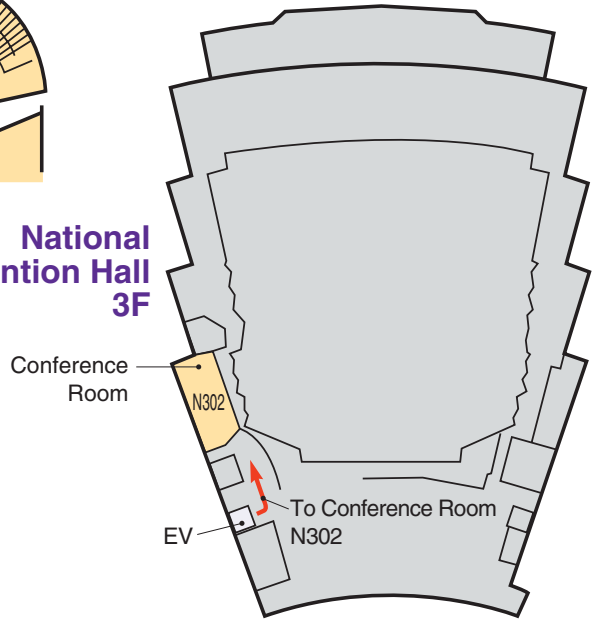 National
ntion Hall
3F
Conference
Room
N302
To Conference Room
N302
EV